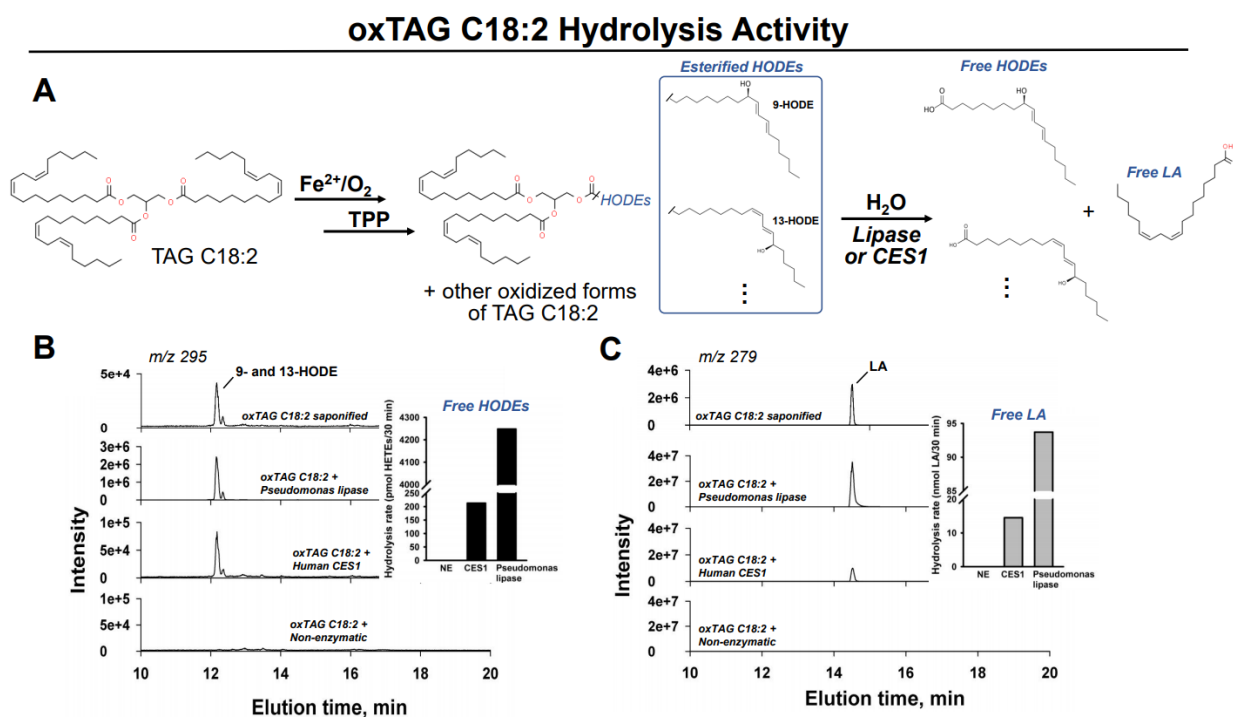 oxTAG C18:2 Hydrolysis Activity
A
Esterified HODEs
Free HODEs
HO
9-HODE
O
HO
OH
Fe²⁺/O₂
TPP
O
O
O
O
O
O
TAG C18:2
O
O
O
O
O
O
HODEs
+ other oxidized forms
of TAG C18:2
13-HODE
HO
H₂O
Lipase
or CES1
Free LA
OH
+
O
HO
HO
B
m/z 295
9- and 13-HODE
5e+4
0
oxTAG C18:2 saponified
3e+6
2e+6
1e+6
0
oxTAG C18:2 +
Pseudomonas lipase
1e+5
5e+4
0
oxTAG C18:2 +
Human CES1
1e+5
5e+4
0
oxTAG C18:2 +
Non-enzymatic
Intensity
10 12 14 16 18 20
Elution time, min
Free HODEs
Hydrolysis rate (pmol HETEs/30 min)
4300
4200
4100
4000
250
200
150
100
50
0
NE CES1 Pseudomonas
lipase
C
m/z 279
LA
6e+6
4e+6
2e+6
0
oxTAG C18:2 saponified
4e+7
2e+7
0
oxTAG C18:2 +
Pseudomonas lipase
4e+7
2e+7
0
oxTAG C18:2 +
Human CES1
4e+7
2e+7
0
oxTAG C18:2 +
Non-enzymatic
Intensity
10 12 14 16 18 20
Elution time, min
Free LA
Hydrolysis rate (nmol LA/30 min)
95
90
85
20
10
0
NE CES1 Pseudomonas
lipase